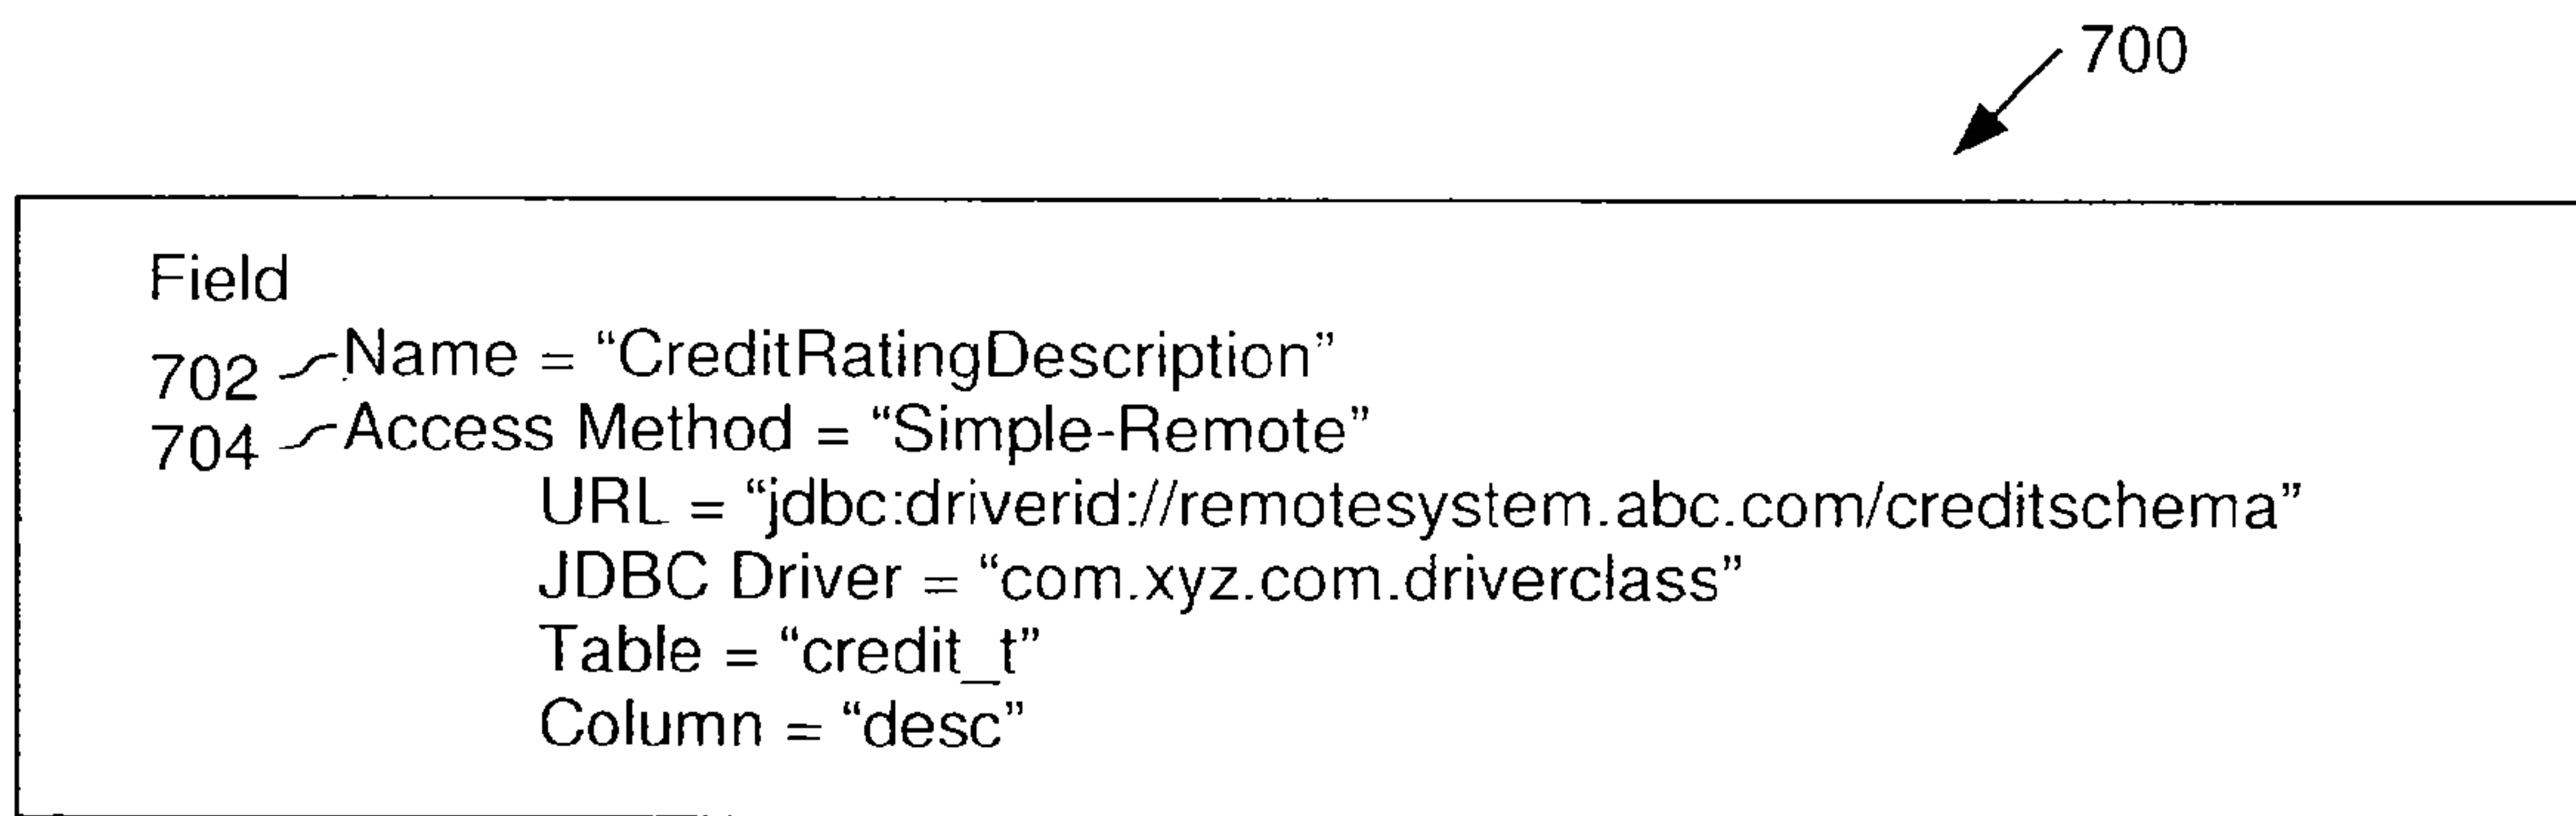 700
Field
702 Name = “CreditRatingDescription”
704 Access Method = “Simple-Remote”
URL = “jdbc:driverid://remotesystem.abc.com/creditschema”
JDBC Driver = “com.xyz.com.driverclass”
Table = “credit_t”
Column = “desc”